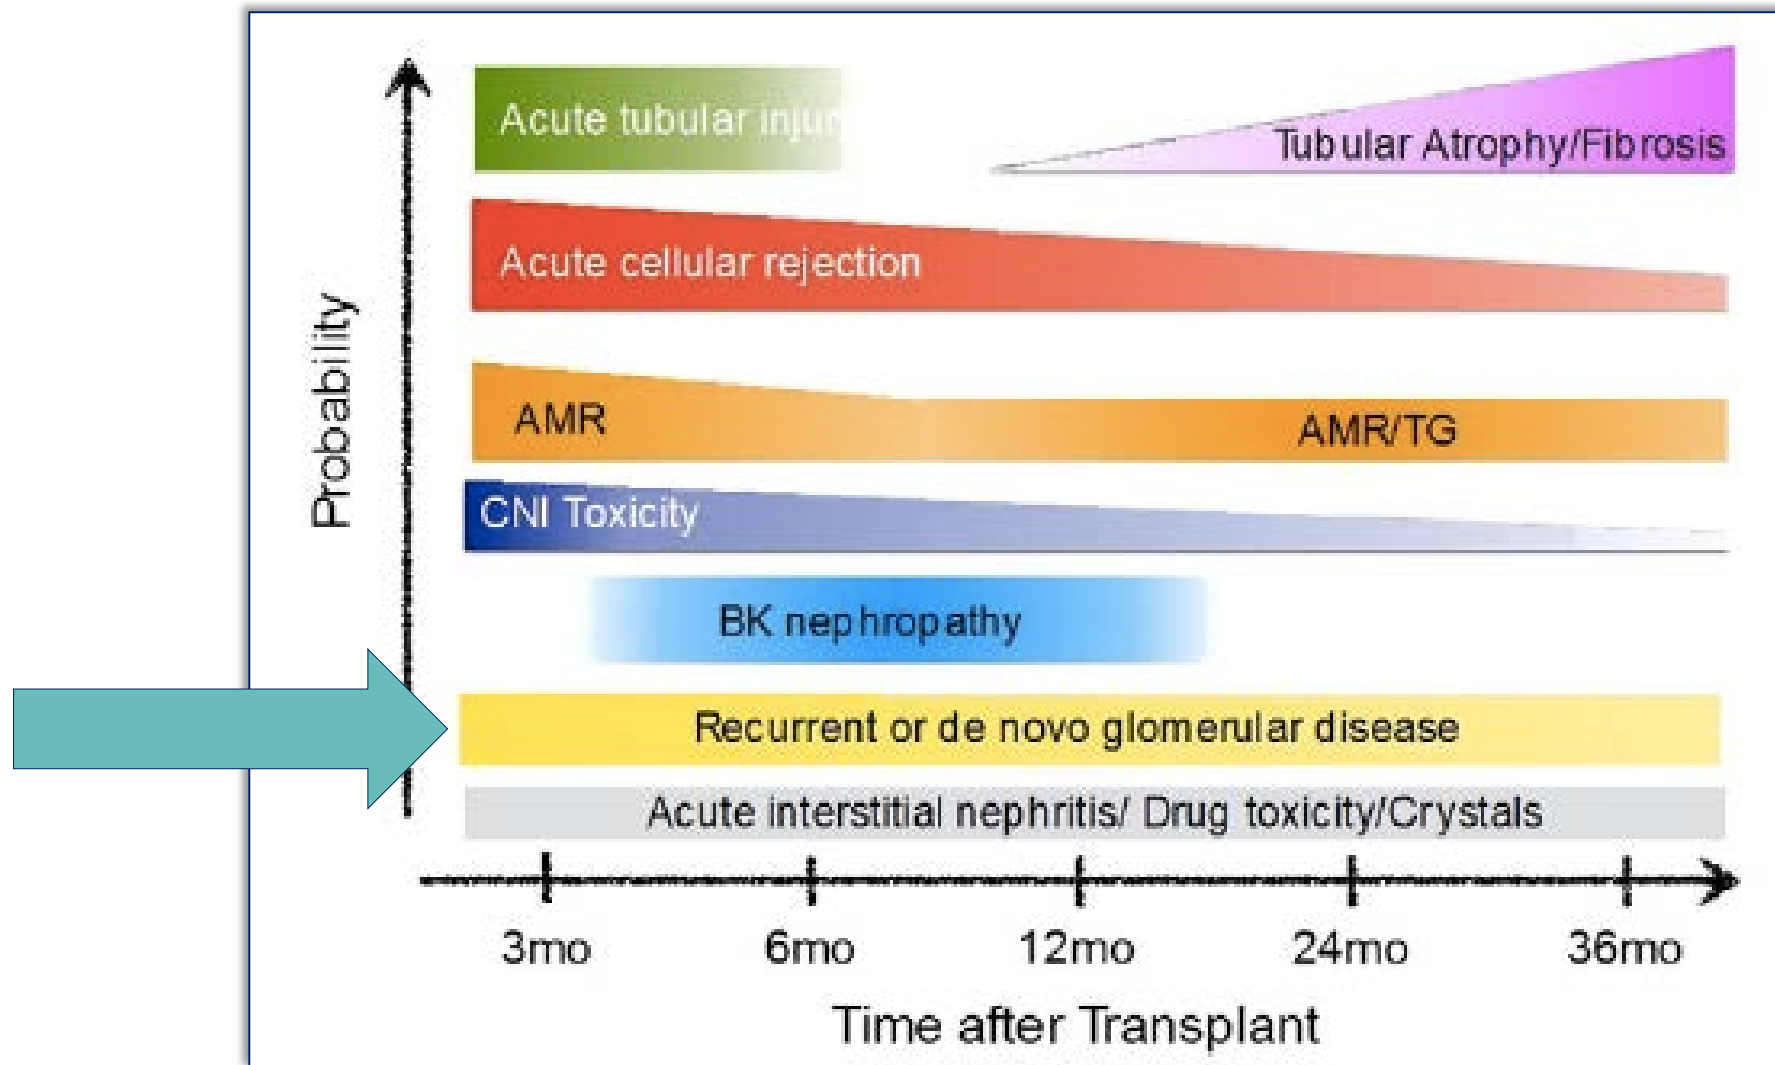 Acute tubular injur
Tubular Atrophy/Fibrosis
Acute cellular rejection
AMR
AMR/TG
CNI Toxicity
BK nephropathy
Recurrent or de novo glomerular disease
Acute interstitial nephritis/ Drug toxicity/Crystals
Probability
3mo
6mo
12mo
24mo
36mo
Time after Transplant